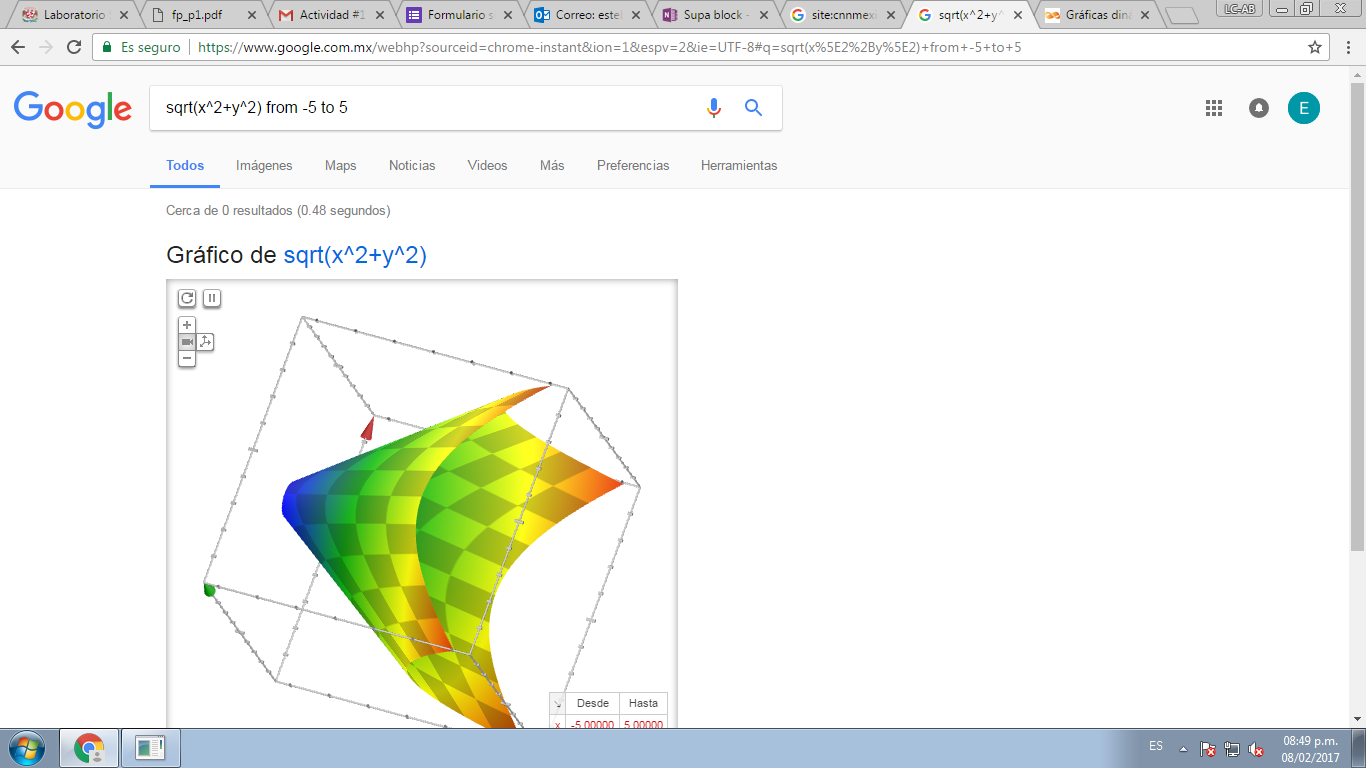 Laboratorio
fp_p1.pdf
Actividad #1
Formulario s
Correo: este
Supa block -
site:cnnmexi
sqrt(x^2+y^
Gráficas din
LC-AB
Es seguro https://www.google.com.mx/webhp?sourceid=chrome-instant&ion=1&espv=2&ie=UTF-8#q=sqrt(x%5E2%2By%5E2)+from+-5+to+5
Google
sqrt(x^2+y^2) from -5 to 5
E
Todos Imágenes Maps Noticias Videos Más Preferencias Herramientas
Cerca de 0 resultados (0.48 segundos)
Gráfico de sqrt(x^2+y^2)
Desde Hasta
x -5.00000 5.00000
ES
08:49 p.m.
08/02/2017